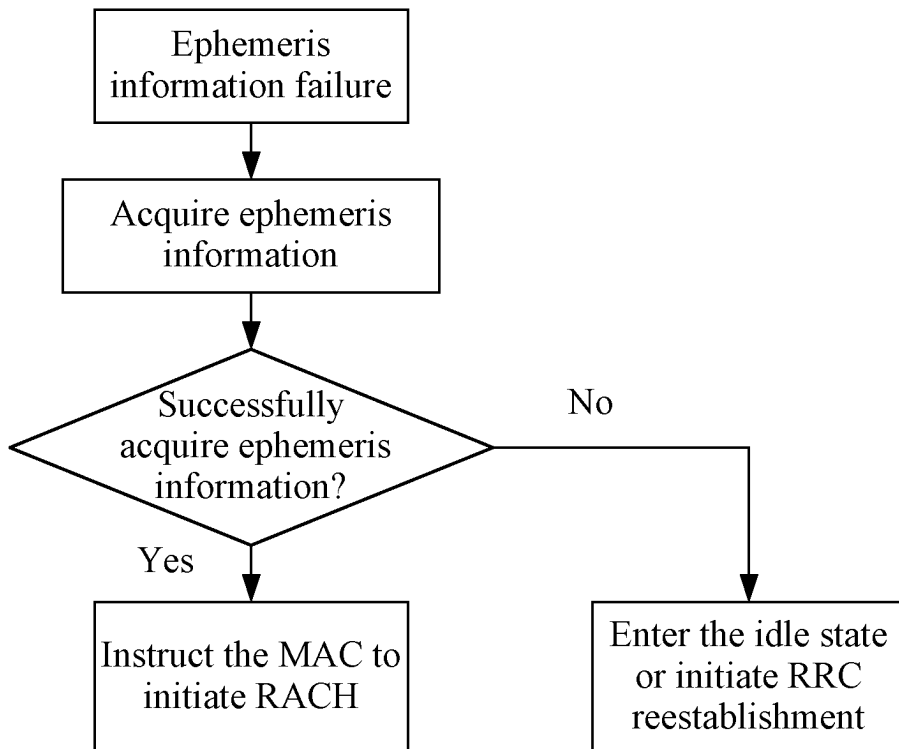 Ephemeris
information failure
Acquire ephemeris
information
Successfully
acquire ephemeris
information?
No
Yes
Instruct the MAC to
initiate RACH
Enter the idle state
or initiate RRC
reestablishment